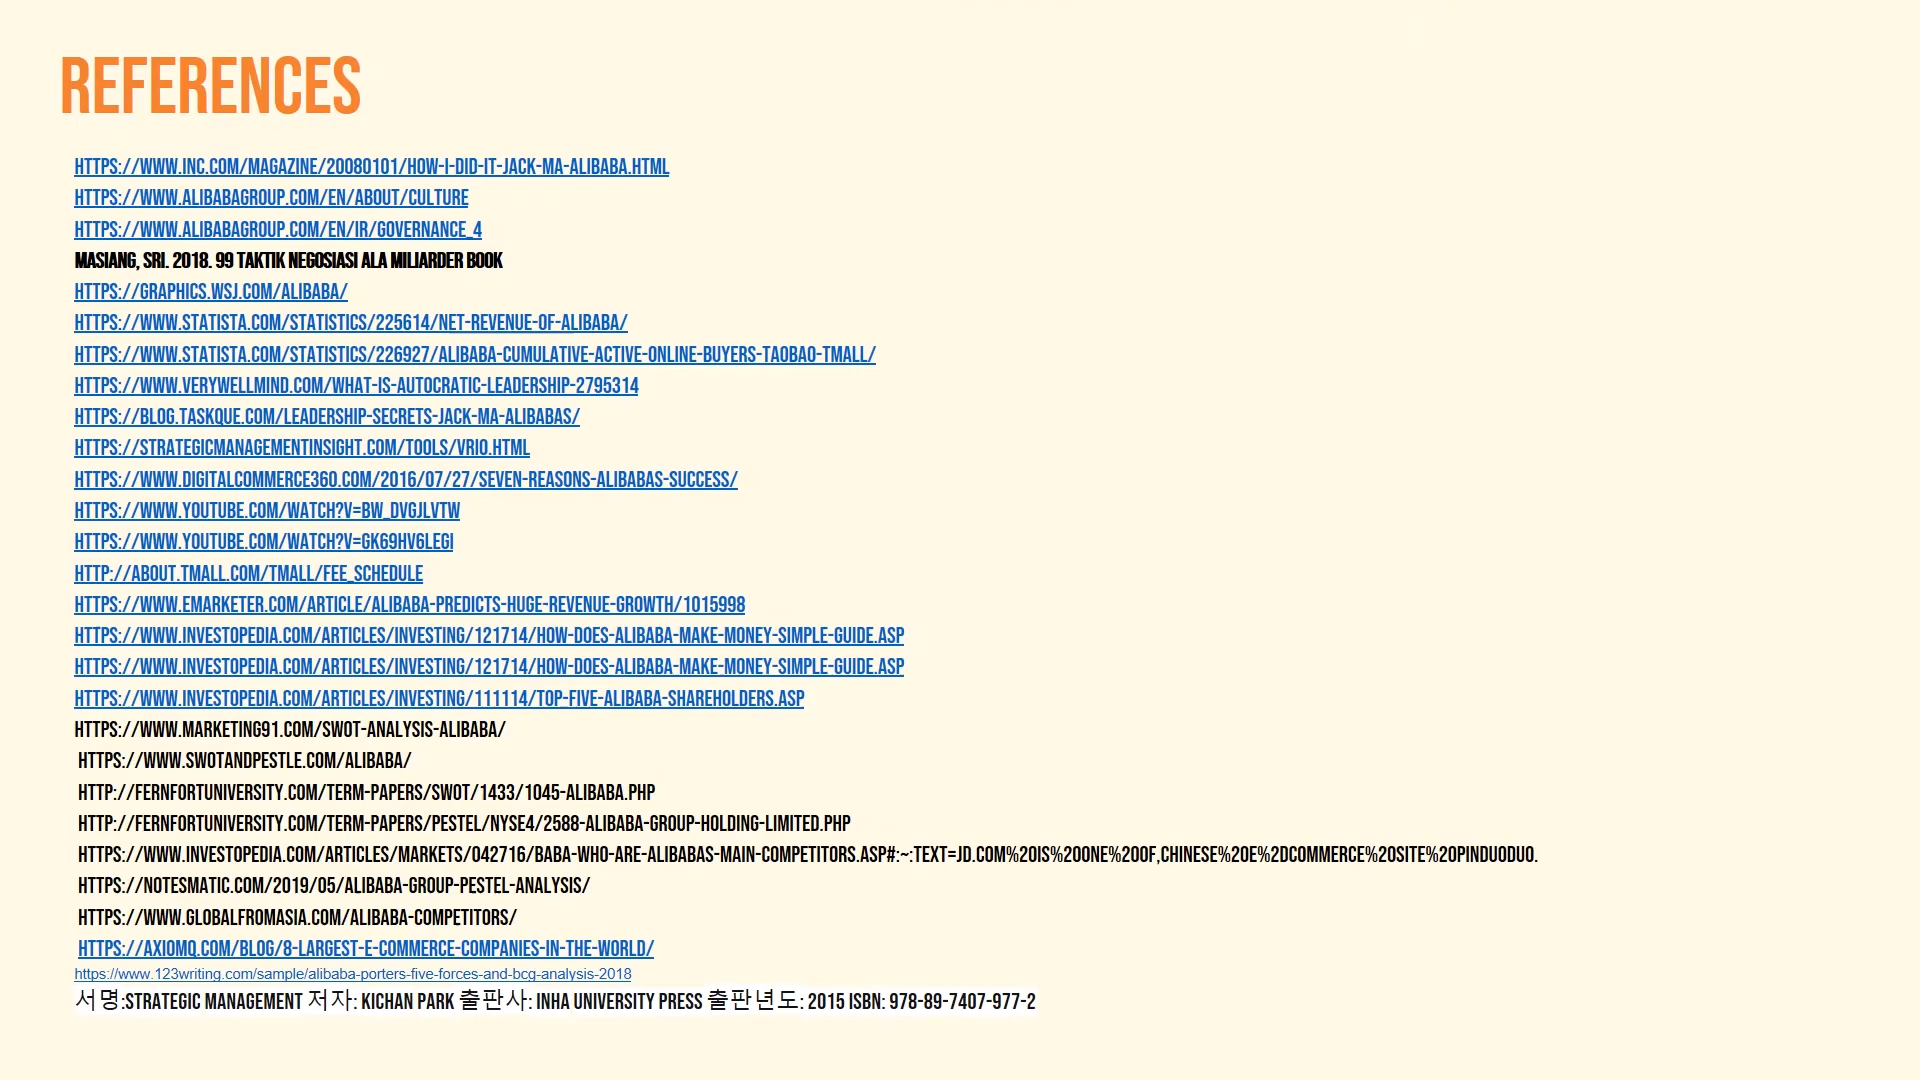 REFERENCES
HTTPS://WWW.INC.COM/MAGAZINE/20080101/HOW-I-DID-IT-JACK-MA-ALIBABA.HTML
HTTPS://WWW.ALIBABAGROUP.COM/EN/ABOUT/CULTURE
HTTPS://WWW.ALIBABAGROUP.COM/EN/IR/GOVERNANCE_4
MASIANG, SRI. 2018. 99 TAKTIK NEGOSIASI ALA MILIARDER BOOK
HTTPS://GRAPHICS.WSJ.COM/ALIBABA/
HTTPS://WWW.STATISTA.COM/STATISTICS/225614/NET-REVENUE-OF-ALIBABA/
HTTPS://WWW.STATISTA.COM/STATISTICS/226927/ALIBABA-CUMULATIVE-ACTIVE-ONLINE-BUYERS-TAOBAO-TMALL/
HTTPS://WWW.VERYWELLMIND.COM/WHAT-IS-AUTOCRATIC-LEADERSHIP-2795314
HTTPS://BLOG.TASKQUE.COM/LEADERSHIP-SECRETS-JACK-MA-ALIBABAS/
HTTPS://STRATEGICMANAGEMENTINSIGHT.COM/TOOLS/VRIO.HTML
HTTPS://WWW.DIGITALCOMMERCE360.COM/2016/07/27/SEVEN-REASONS-ALIBABAS-SUCCESS/
HTTPS://WWW.YOUTUBE.COM/WATCH?V=BW_DVGJLVTW
HTTPS://WWW.YOUTUBE.COM/WATCH?V=GK69HV6LEGI
HTTP://ABOUT.TMALL.COM/TMALL/FEE_SCHEDULE
HTTPS://WWW.EMARKETER.COM/ARTICLE/ALIBABA-PREDICTS-HUGE-REVENUE-GROWTH/1015998
HTTPS://WWW.INVESTOPEDIA.COM/ARTICLES/INVESTING/121714/HOW-DOES-ALIBABA-MAKE-MONEY-SIMPLE-GUIDE.ASP
HTTPS://WWW.INVESTOPEDIA.COM/ARTICLES/INVESTING/121714/HOW-DOES-ALIBABA-MAKE-MONEY-SIMPLE-GUIDE.ASP
HTTPS://WWW.INVESTOPEDIA.COM/ARTICLES/INVESTING/111114/TOP-FIVE-ALIBABA-SHAREHOLDERS.ASP
HTTPS://WWW.MARKETING91.COM/SWOT-ANALYSIS-ALIBABA/
HTTPS://WWW.SWOTANDPESTLE.COM/ALIBABA/
HTTP://FERNFORTUNIVERSITY.COM/TERM-PAPERS/SWOT/1433/1045-ALIBABA.PHP
HTTP://FERNFORTUNIVERSITY.COM/TERM-PAPERS/PESTEL/NYSE4/2588-ALIBABA-GROUP-HOLDING-LIMITED.PHP
HTTPS://WWW.INVESTOPEDIA.COM/ARTICLES/MARKETS/042716/BABA-WHO-ARE-ALIBABAS-MAIN-COMPETITORS.ASP#:~:TEXT=JD.COM%20IS%20ONE%20OF,CHINESE%20E%2DCOMMERCE%20SITE%20PINDUODUO.
HTTPS://NOTESMATIC.COM/2019/05/ALIBABA-GROUP-PESTEL-ANALYSIS/
HTTPS://WWW.GLOBALFROMASIA.COM/ALIBABA-COMPETITORS/
HTTPS://AXIOMQ.COM/BLOG/8-LARGEST-E-COMMERCE-COMPANIES-IN-THE-WORLD/
https://www.123writing.com/sample/alibaba-porters-five-forces-and-bcg-analysis-2018
서명:STRATEGIC MANAGEMENT 저자: KICHAN PARK 출판사: INHA UNIVERSITY PRESS 출판년도: 2015 ISBN: 978-89-7407-977-2